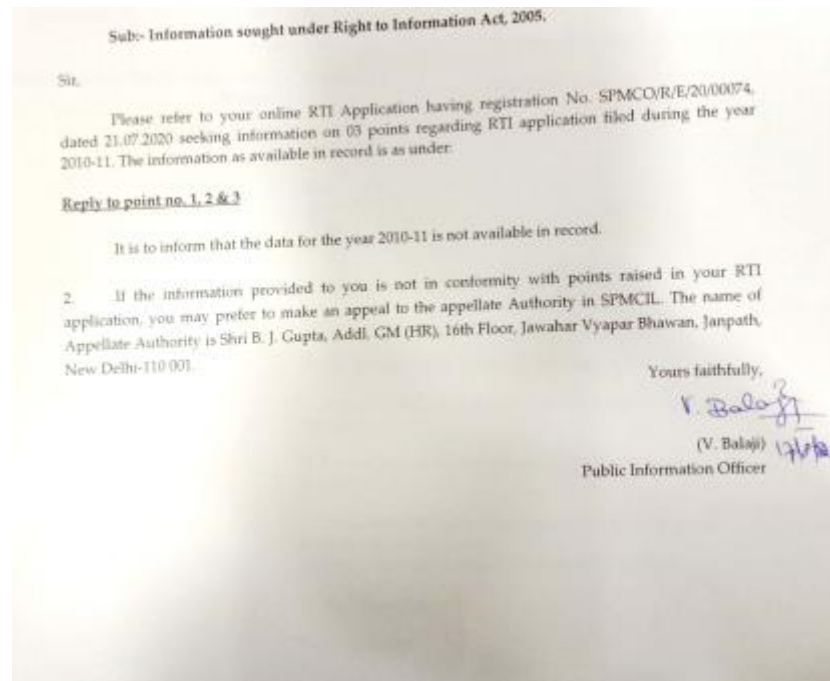 Sub:- Information sought under Right to Information Act, 2005.
Sir,
Please refer to your online RTI Application having registration No. SPMCO/R/E/20/00074,
dated 21.07.2020 seeking information on 03 points regarding RTI application filed during the year
2010-11. The information as available in record is as under:
Reply to point no. 1, 2 & 3
It is to inform that the data for the year 2010-11 is not available in record.
2. If the information provided to you is not in conformity with points raised in your RTI
application, you may prefer to make an appeal to the appellate Authority in SPMCIL. The name of
Appellate Authority is Shri B. J. Gupta, Addl. GM (HR), 16th Floor, Jawahar Vyapar Bhawan, Janpath,
New Delhi-110 001.
Yours faithfully,
V. Balaji
(V. Balaji)
Public Information Officer